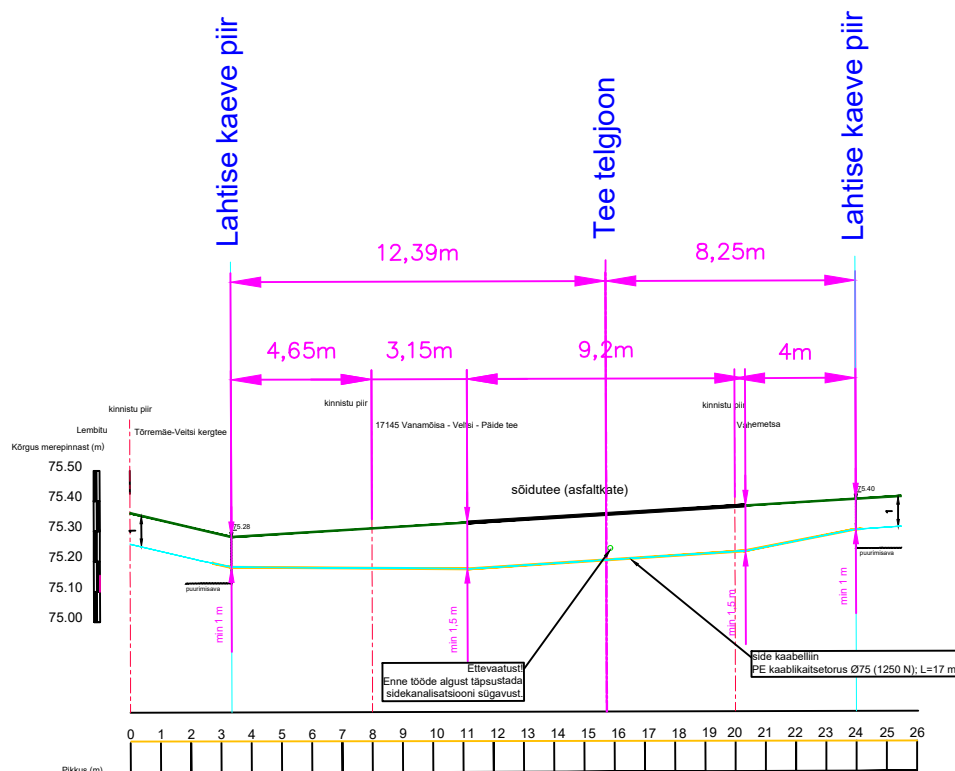 Lahtise kaeve piir
Tee telgjoon
Lahtise kaeve piir
12,39m
8,25m
4,65m
3,15m
9,2m
4m
kinnistu piir
kinnistu piir
kinnistu piir
Lembitu
Tõrremäe-Veltsi kergtee
17145 Vanamõisa - Veltsi - Päide tee
Vahemetsa
Kõrgus merepinnast (m)
75.50
75.40
75.30
75.20
75.10
75.00
sõidutee (asfaltkate)
75.28
75.40
1
1
puurimisava
puurimisava
min 1 m
min 1,5 m
min 1,5 m
min 1 m
Ettevaatust!
Enne tööde algust täpsustada
sidekanalisatsiooni sügavust.
side kaabelliin
PE kaablikaitsetorus Ø75 (1250 N); L=17 m
0 1 2 3 4 5 6 7 8 9 10 11 12 13 14 15 16 17 18 19 20 21 22 23 24 25 26
Pikkus (m)